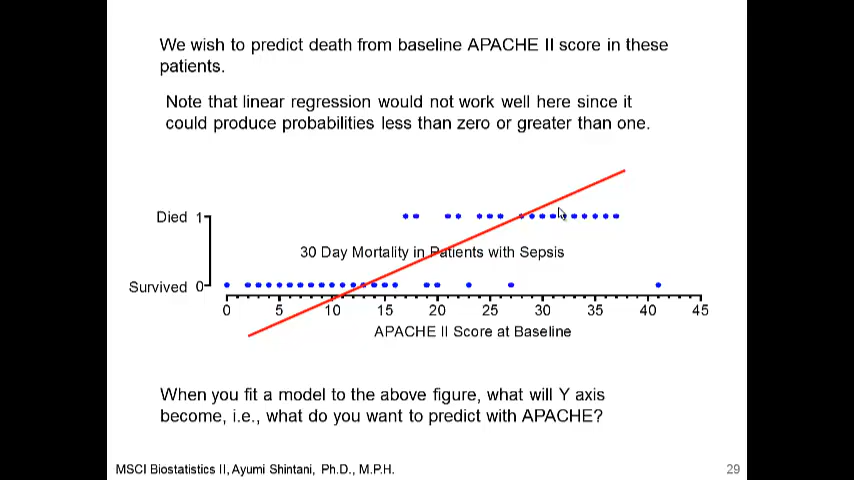 We wish to predict death from baseline APACHE II score in these
patients.
Note that linear regression would not work well here since it
could produce probabilities less than zero or greater than one.
Died 1
30 Day Mortality in Patients with Sepsis
Survived 0
0 5 10 15 20 25 30 35 40 45
APACHE II Score at Baseline
When you fit a model to the above figure, what will Y axis
become, i.e., what do you want to predict with APACHE?
MSCI Biostatistics II, Ayumi Shintani, Ph.D., M.P.H. 29